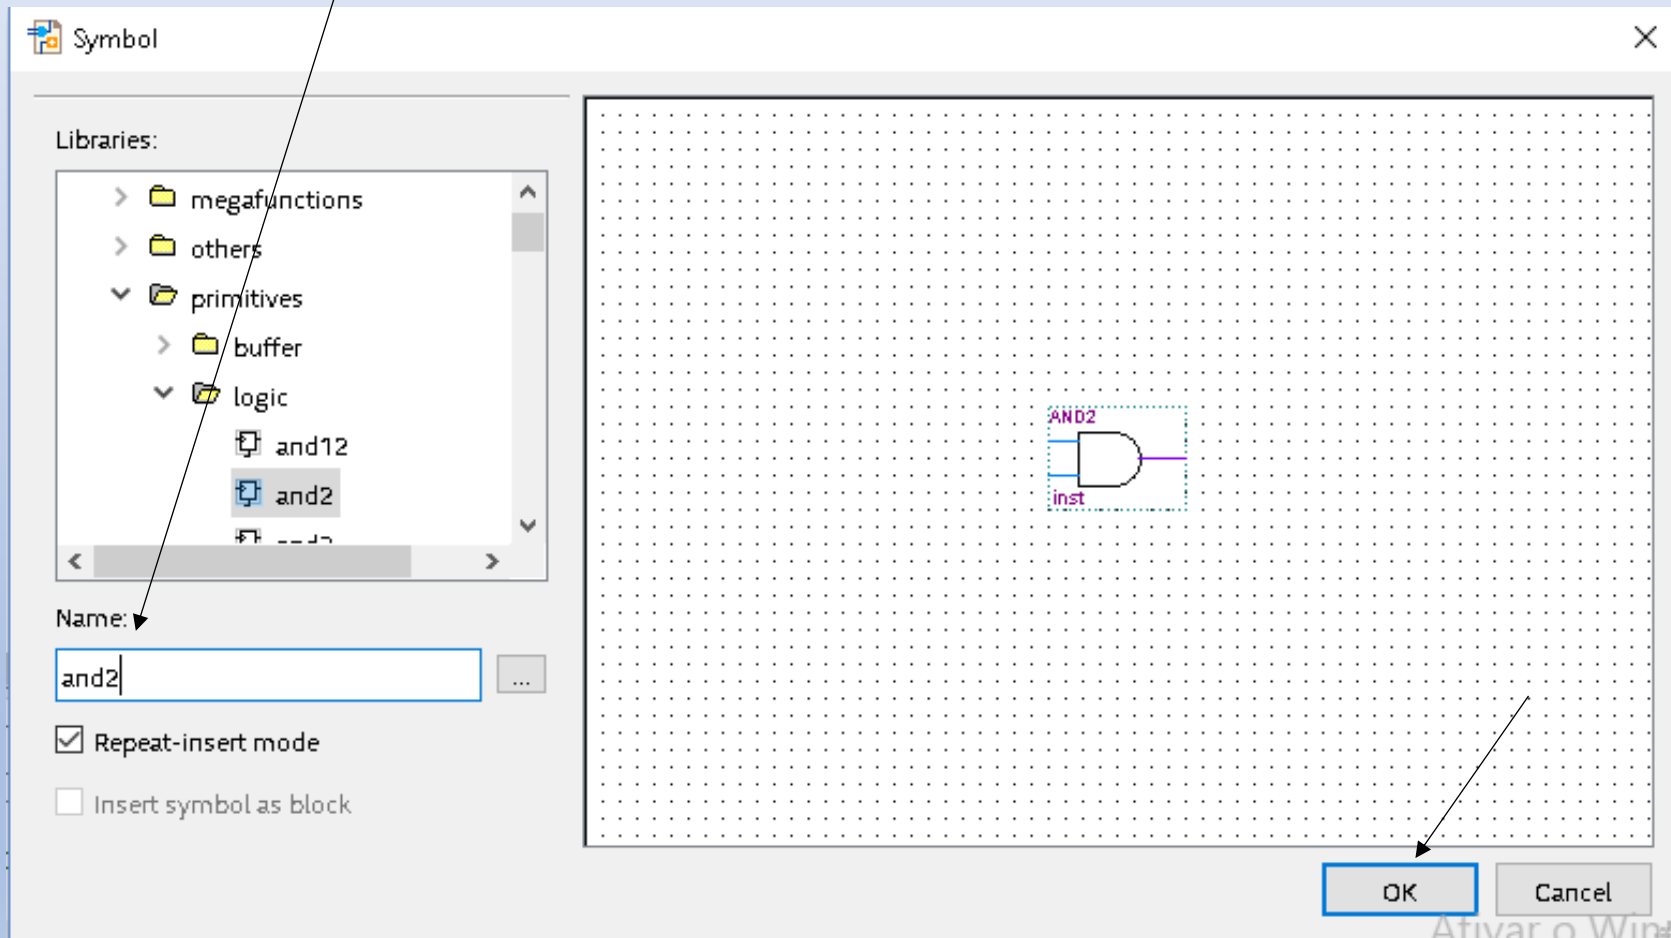 Symbol
Libraries:
megafunctions
others
primitives
buffer
logic
and12
and2
Name:
and2
...
Repeat-insert mode
Insert symbol as block
AND2
inst
OK
Cancel
Ativar o